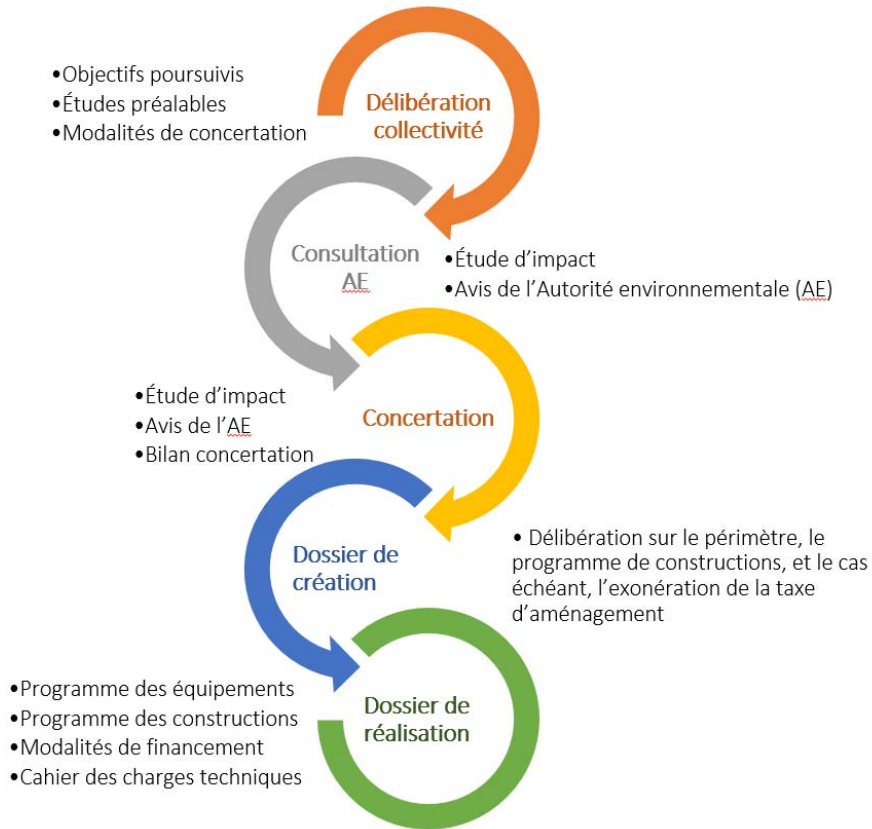 •Objectifs poursuivis
•Études préalables
•Modalités de concertation
Délibération
collectivité
Consultation
AE
•Étude d'impact
•Avis de l'Autorité environnementale (AE)
•Étude d'impact
•Avis de l'AE
•Bilan concertation
Concertation
Dossier de
création
• Délibération sur le périmètre, le
programme de constructions, et le cas
échéant, l'exonération de la taxe
d'aménagement
•Programme des équipements
•Programme des constructions
•Modalités de financement
•Cahier des charges techniques
Dossier de
réalisation